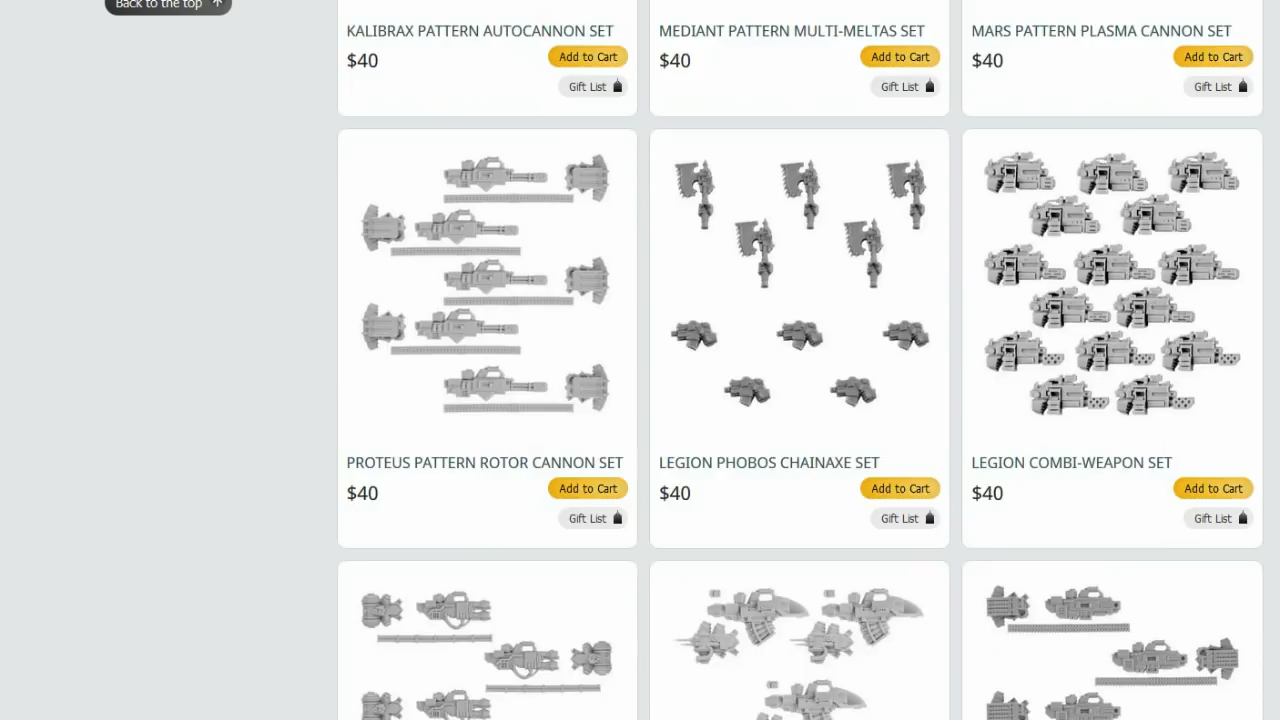 Back to the top
KALIBRAX PATTERN AUTOCANNON SET
$40
Add to Cart
Gift List
MEDIANT PATTERN MULTI-MELTAS SET
$40
Add to Cart
Gift List
MARS PATTERN PLASMA CANNON SET
$40
Add to Cart
Gift List
PROTEUS PATTERN ROTOR CANNON SET
$40
Add to Cart
Gift List
LEGION PHOBOS CHAINAXE SET
$40
Add to Cart
Gift List
LEGION COMBI-WEAPON SET
$40
Add to Cart
Gift List